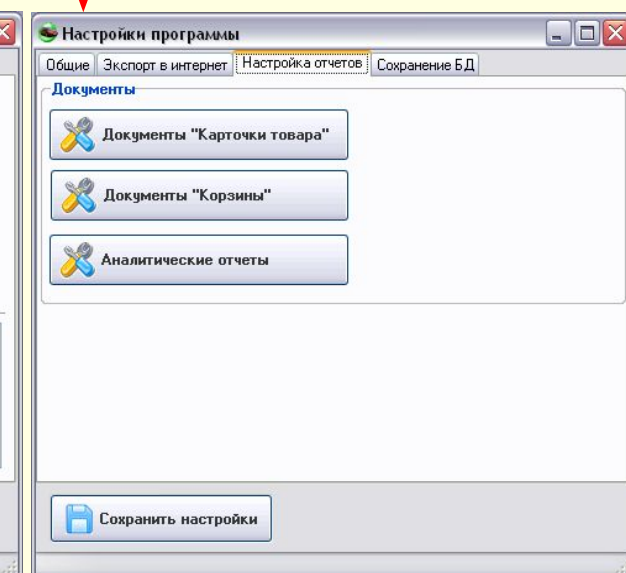 Настройки программы
Общие Экспорт в интернет Настройка отчетов Сохранение БД
Документы
Документы "Карточки товара"
Документы "Корзины"
Аналитические отчеты
Сохранить настройки